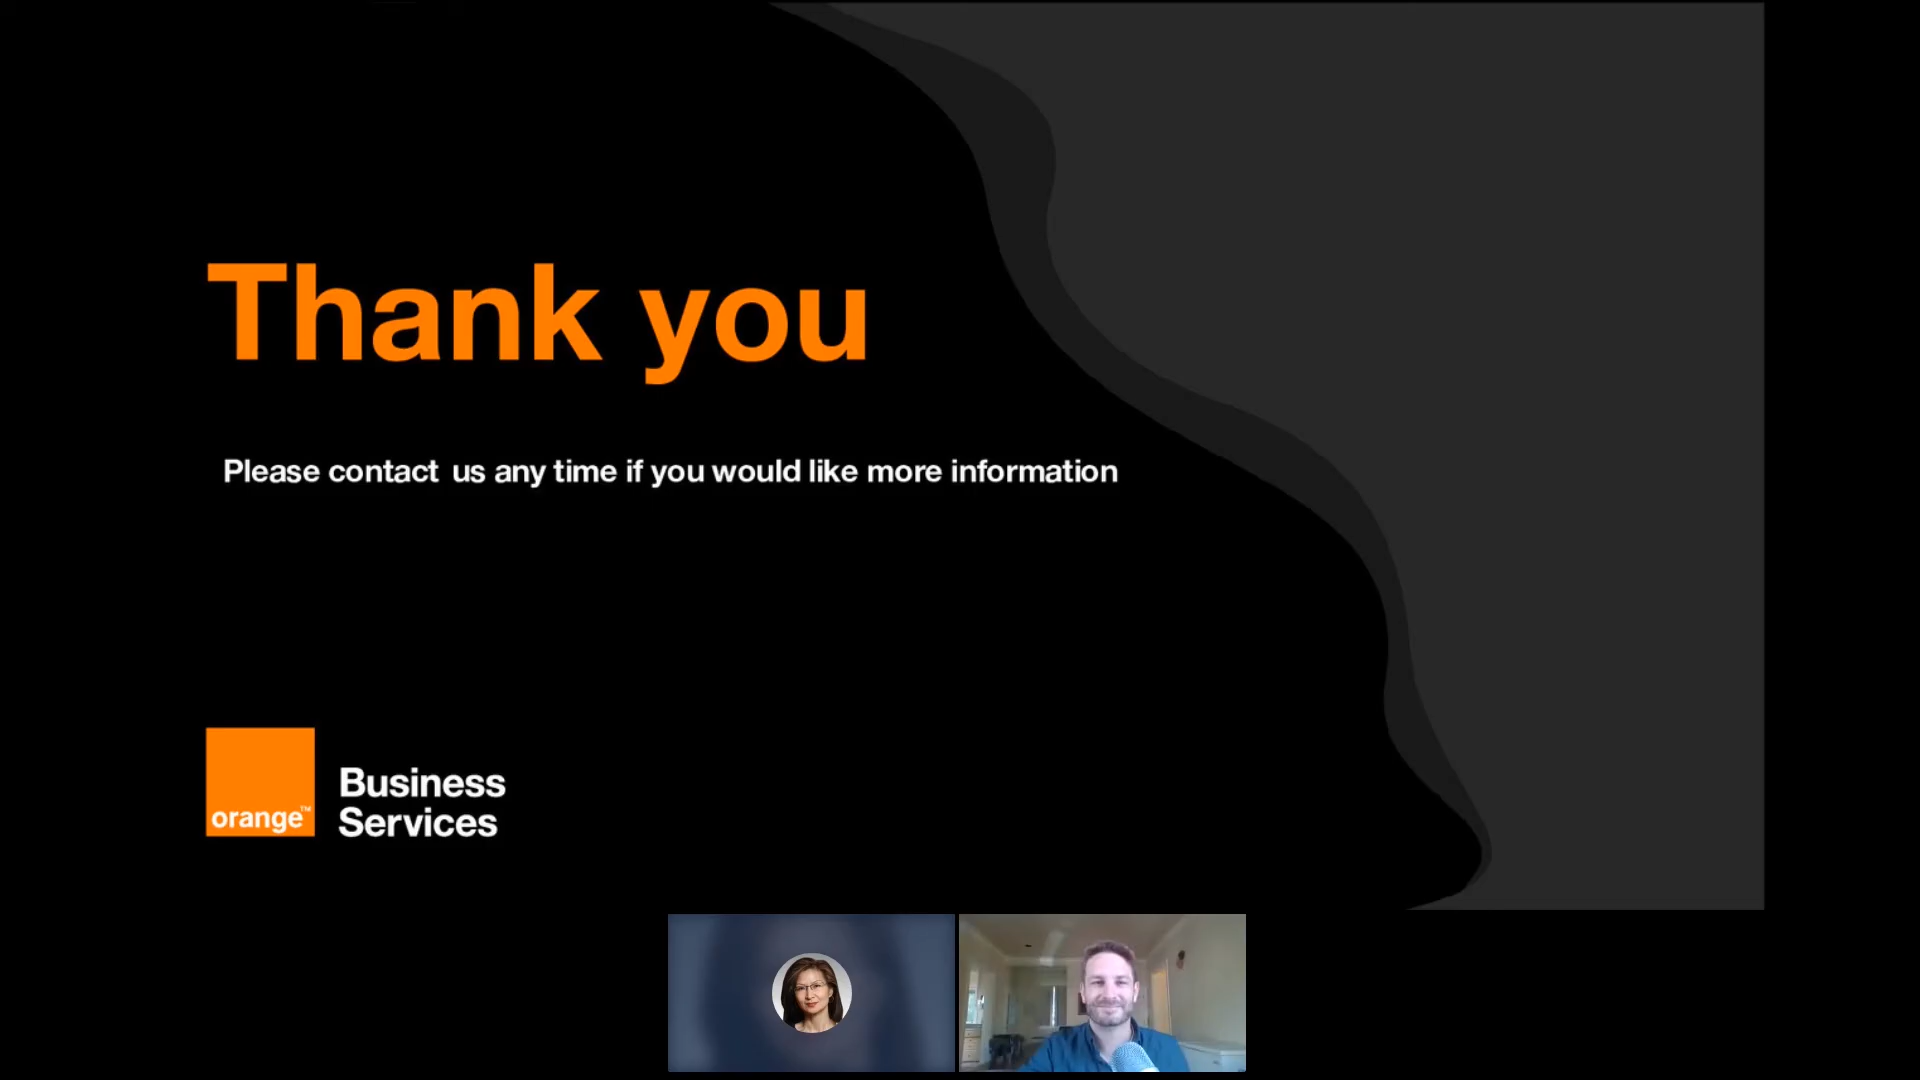 Thank you
Please contact us any time if you would like more information
orange™
Business
Services